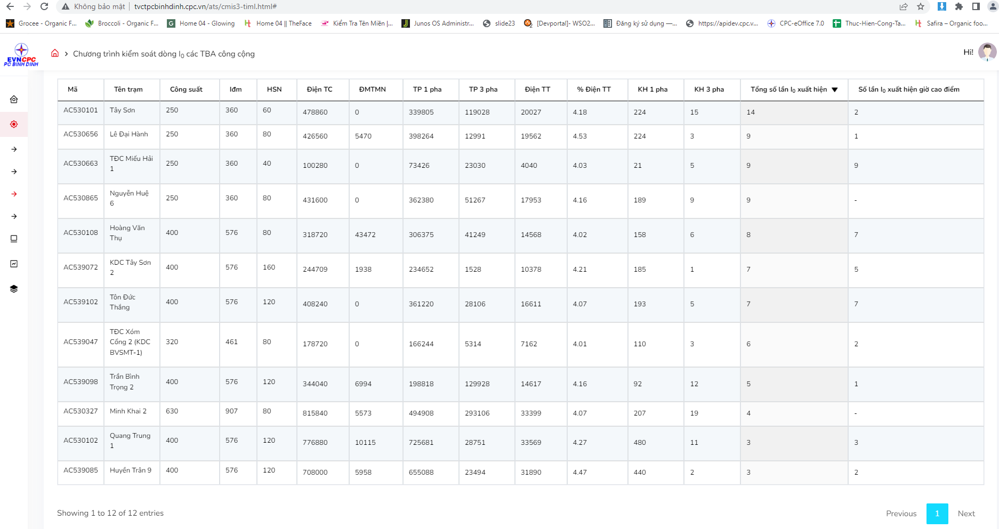 Không bảo mật | tvctpcbinhdinh.cpc.vn/ats/cmis3-timl.html#
Grocee - Organic F... Broccoli - Organic F... Home 04 - Glowing Home 04 || TheFace Kiểm Tra Tên Miền |... Junos OS Administr... slide23 [Devportal]- WSO2... Đăng ký sử dụng —... https://apidev.cpc.v... CPC-eOffice 7.0 Thuc-Hien-Cong-Ta... Safira – Organic foo...
EVNCPC
PC BINH DINH
Chương trình kiểm soát dòng I0 các TBA công cộng
Hi!
Mã Tên trạm Công suất Iđm HSN Điện TC ĐMTMN TP 1 pha TP 3 pha Điện TT % Điện TT KH 1 pha KH 3 pha Tổng số lần I0 xuất hiện ▼ Số lần I0 xuất hiện giờ cao điểm
AC530101 Tây Sơn 250 360 60 478860 0 339805 119028 20027 4.18 224 15 14 2
AC530656 Lê Đại Hành 250 360 80 426560 5470 398264 12991 19562 4.53 224 3 9 1
AC530663 TĐC Miếu Hải 1 250 360 40 100280 0 73426 23030 4040 4.03 21 5 9 9
AC530865 Nguyễn Huệ 6 250 360 80 431600 0 362380 51267 17953 4.16 189 9 9 -
AC530108 Hoàng Văn Thụ 400 576 80 318720 43472 306375 41249 14568 4.02 158 6 8 7
AC539072 KDC Tây Sơn 2 400 576 160 244709 1938 234652 1528 10378 4.21 185 1 7 5
AC539102 Tôn Đức Thắng 400 576 120 408240 0 361220 28106 16611 4.07 193 5 7 7
AC539047 TĐC Xóm Cổng 2 (KDC BVSMT-1) 320 461 80 178720 0 166244 5314 7162 4.01 110 3 6 2
AC539098 Trần Bình Trọng 2 400 576 120 344040 6994 198818 129928 14617 4.16 92 12 5 1
AC530327 Minh Khai 2 630 907 80 815840 5573 494908 293106 33399 4.07 207 19 4 -
AC530102 Quang Trung 1 400 576 120 776880 10115 725681 28751 33569 4.27 480 11 3 3
AC539085 Huyền Trân 9 400 576 120 708000 5958 655088 23494 31890 4.47 440 2 3 2
Showing 1 to 12 of 12 entries
Previous 1 Next